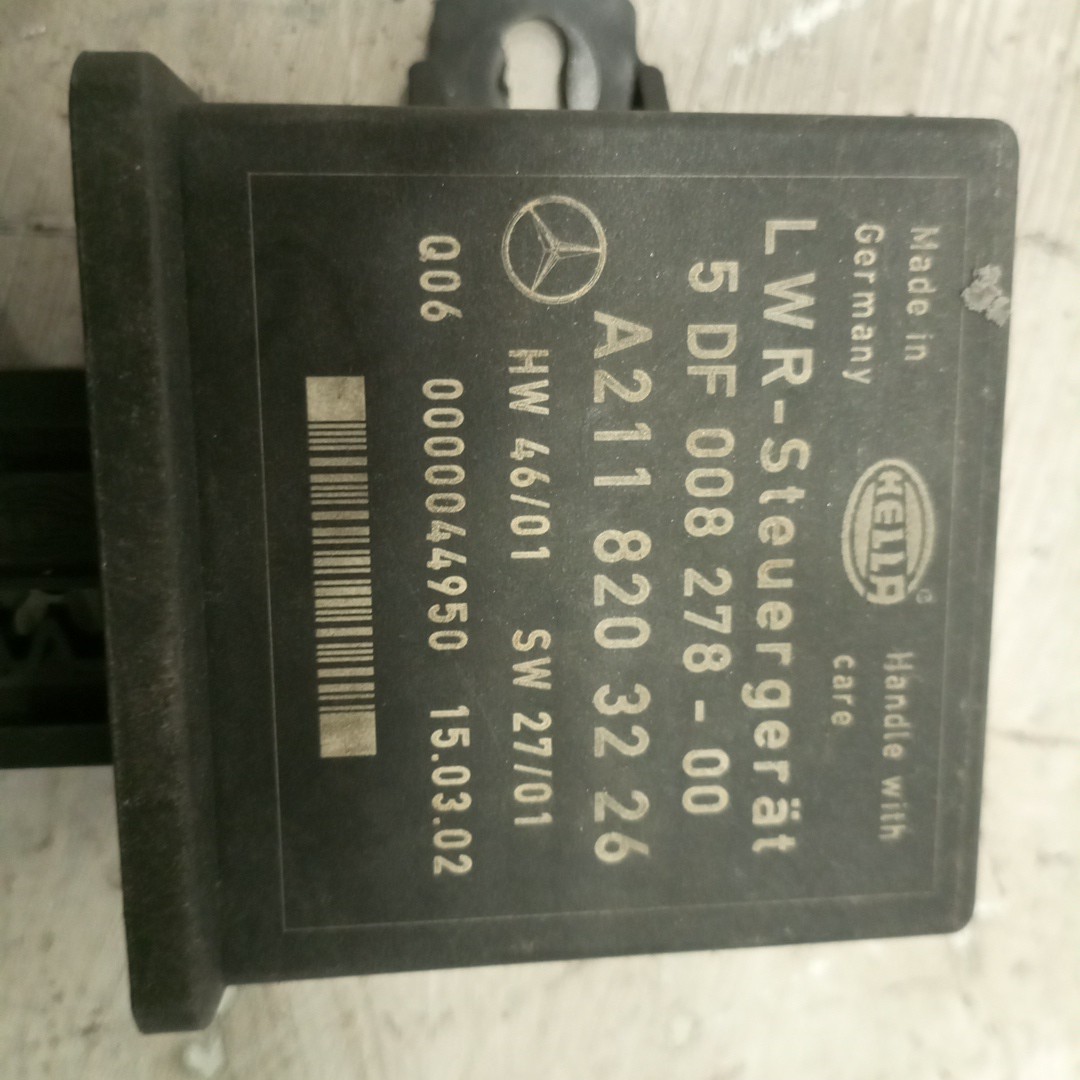 Made in
Germany
HELLA
©
Handle with
care
LWR-Steuergerät
5 DF 008 278-00
A211 820 32 26
HW 46/01 SW 27/01
Q06 0000044950 15.03.02